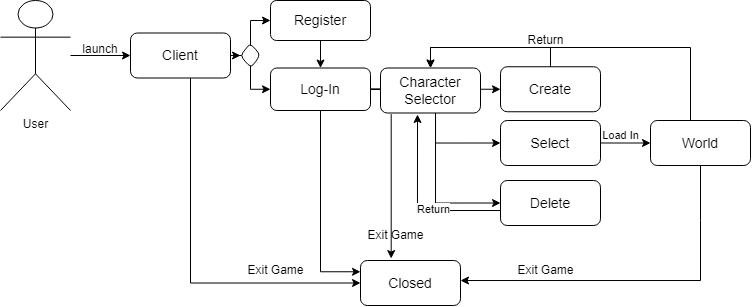 Register
Return
launch
Client
Log-In
Character
Selector
Create
User
Select
Load In
World
Delete
Return
Exit Game
Exit Game
Exit Game
Closed